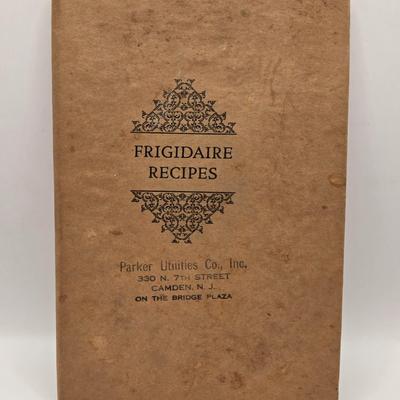 FRIGIDAIRE
RECIPES
Parker Utilities Co., Inc.
330 N. 7TH STREET
CAMDEN, N. J.
ON THE BRIDGE PLAZA